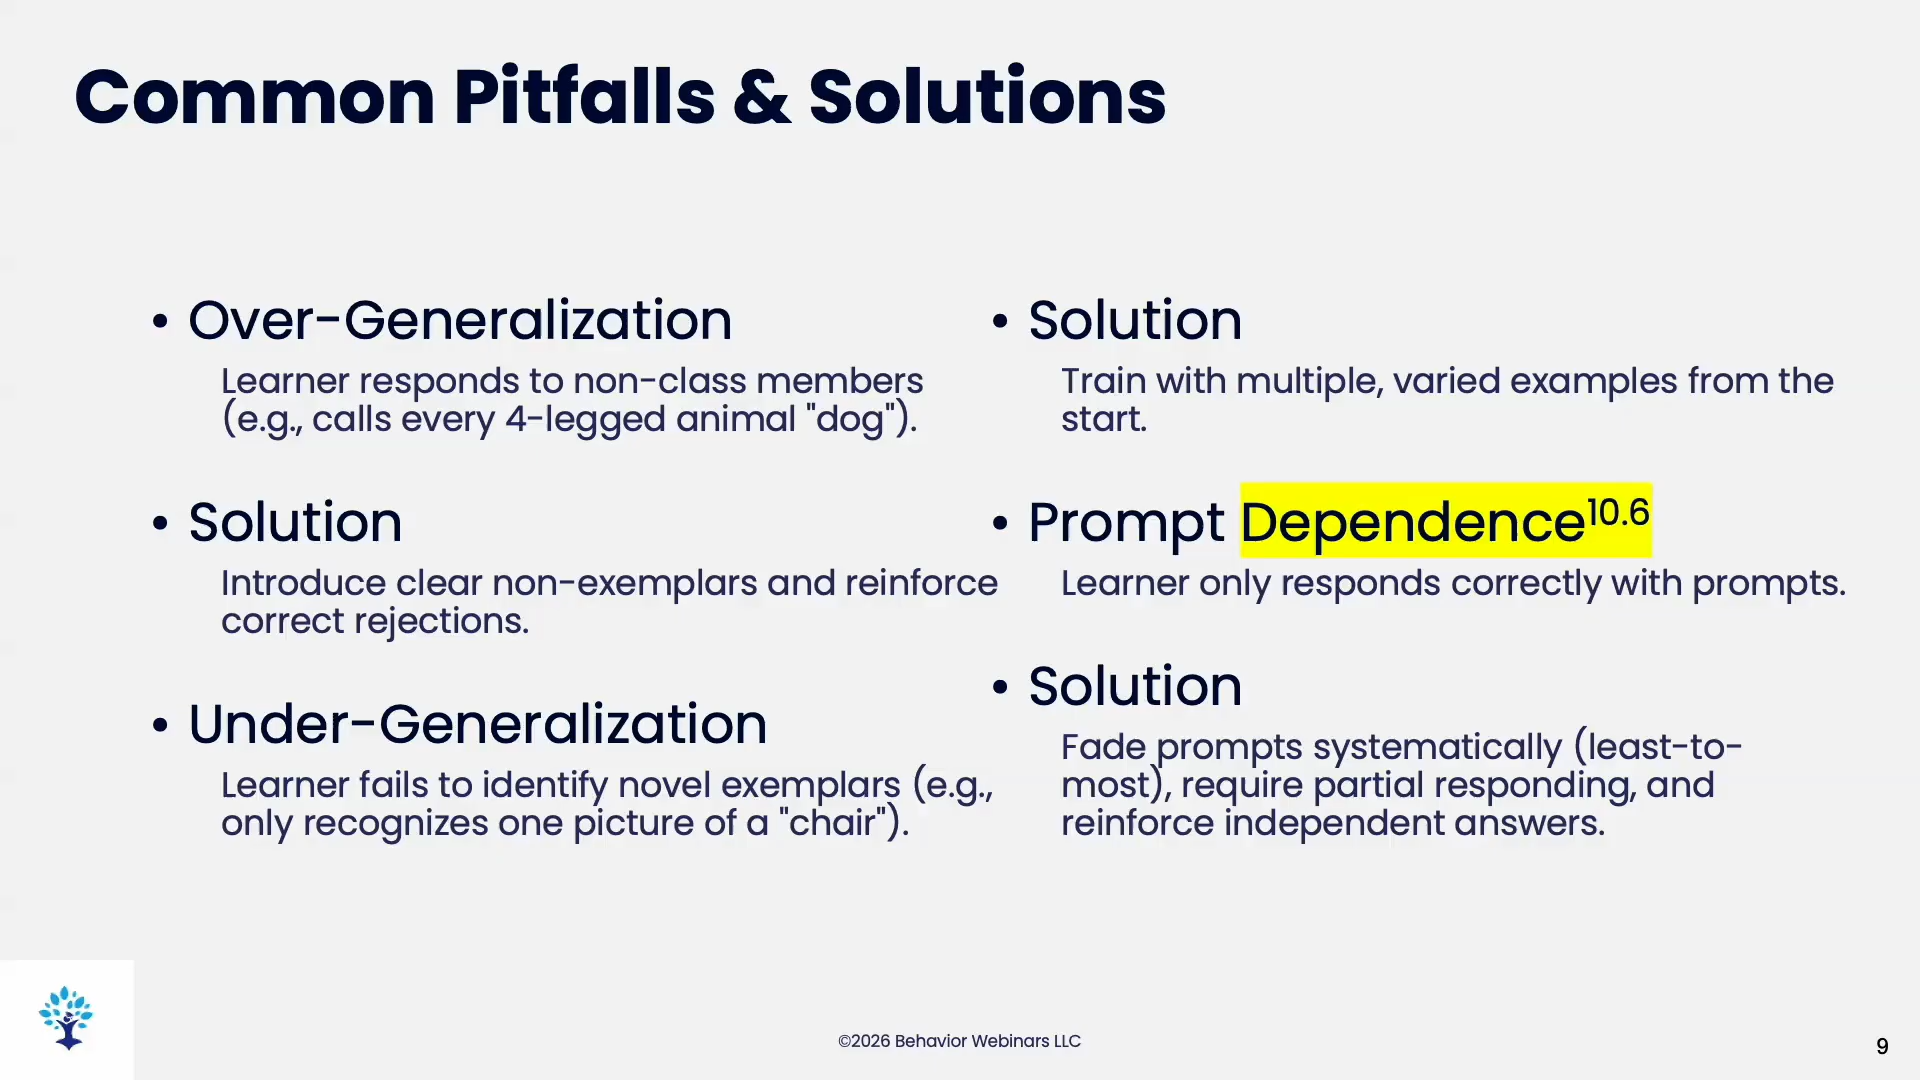 Common Pitfalls & Solutions
• Over-Generalization
Learner responds to non-class members
(e.g., calls every 4-legged animal "dog").
• Solution
Introduce clear non-exemplars and reinforce
correct rejections.
• Under-Generalization
Learner fails to identify novel exemplars (e.g.,
only recognizes one picture of a "chair").
• Solution
Train with multiple, varied examples from the
start.
• Prompt Dependence10.6
Learner only responds correctly with prompts.
• Solution
Fade prompts systematically (least-to-
most), require partial responding, and
reinforce independent answers.
©2026 Behavior Webinars LLC
9